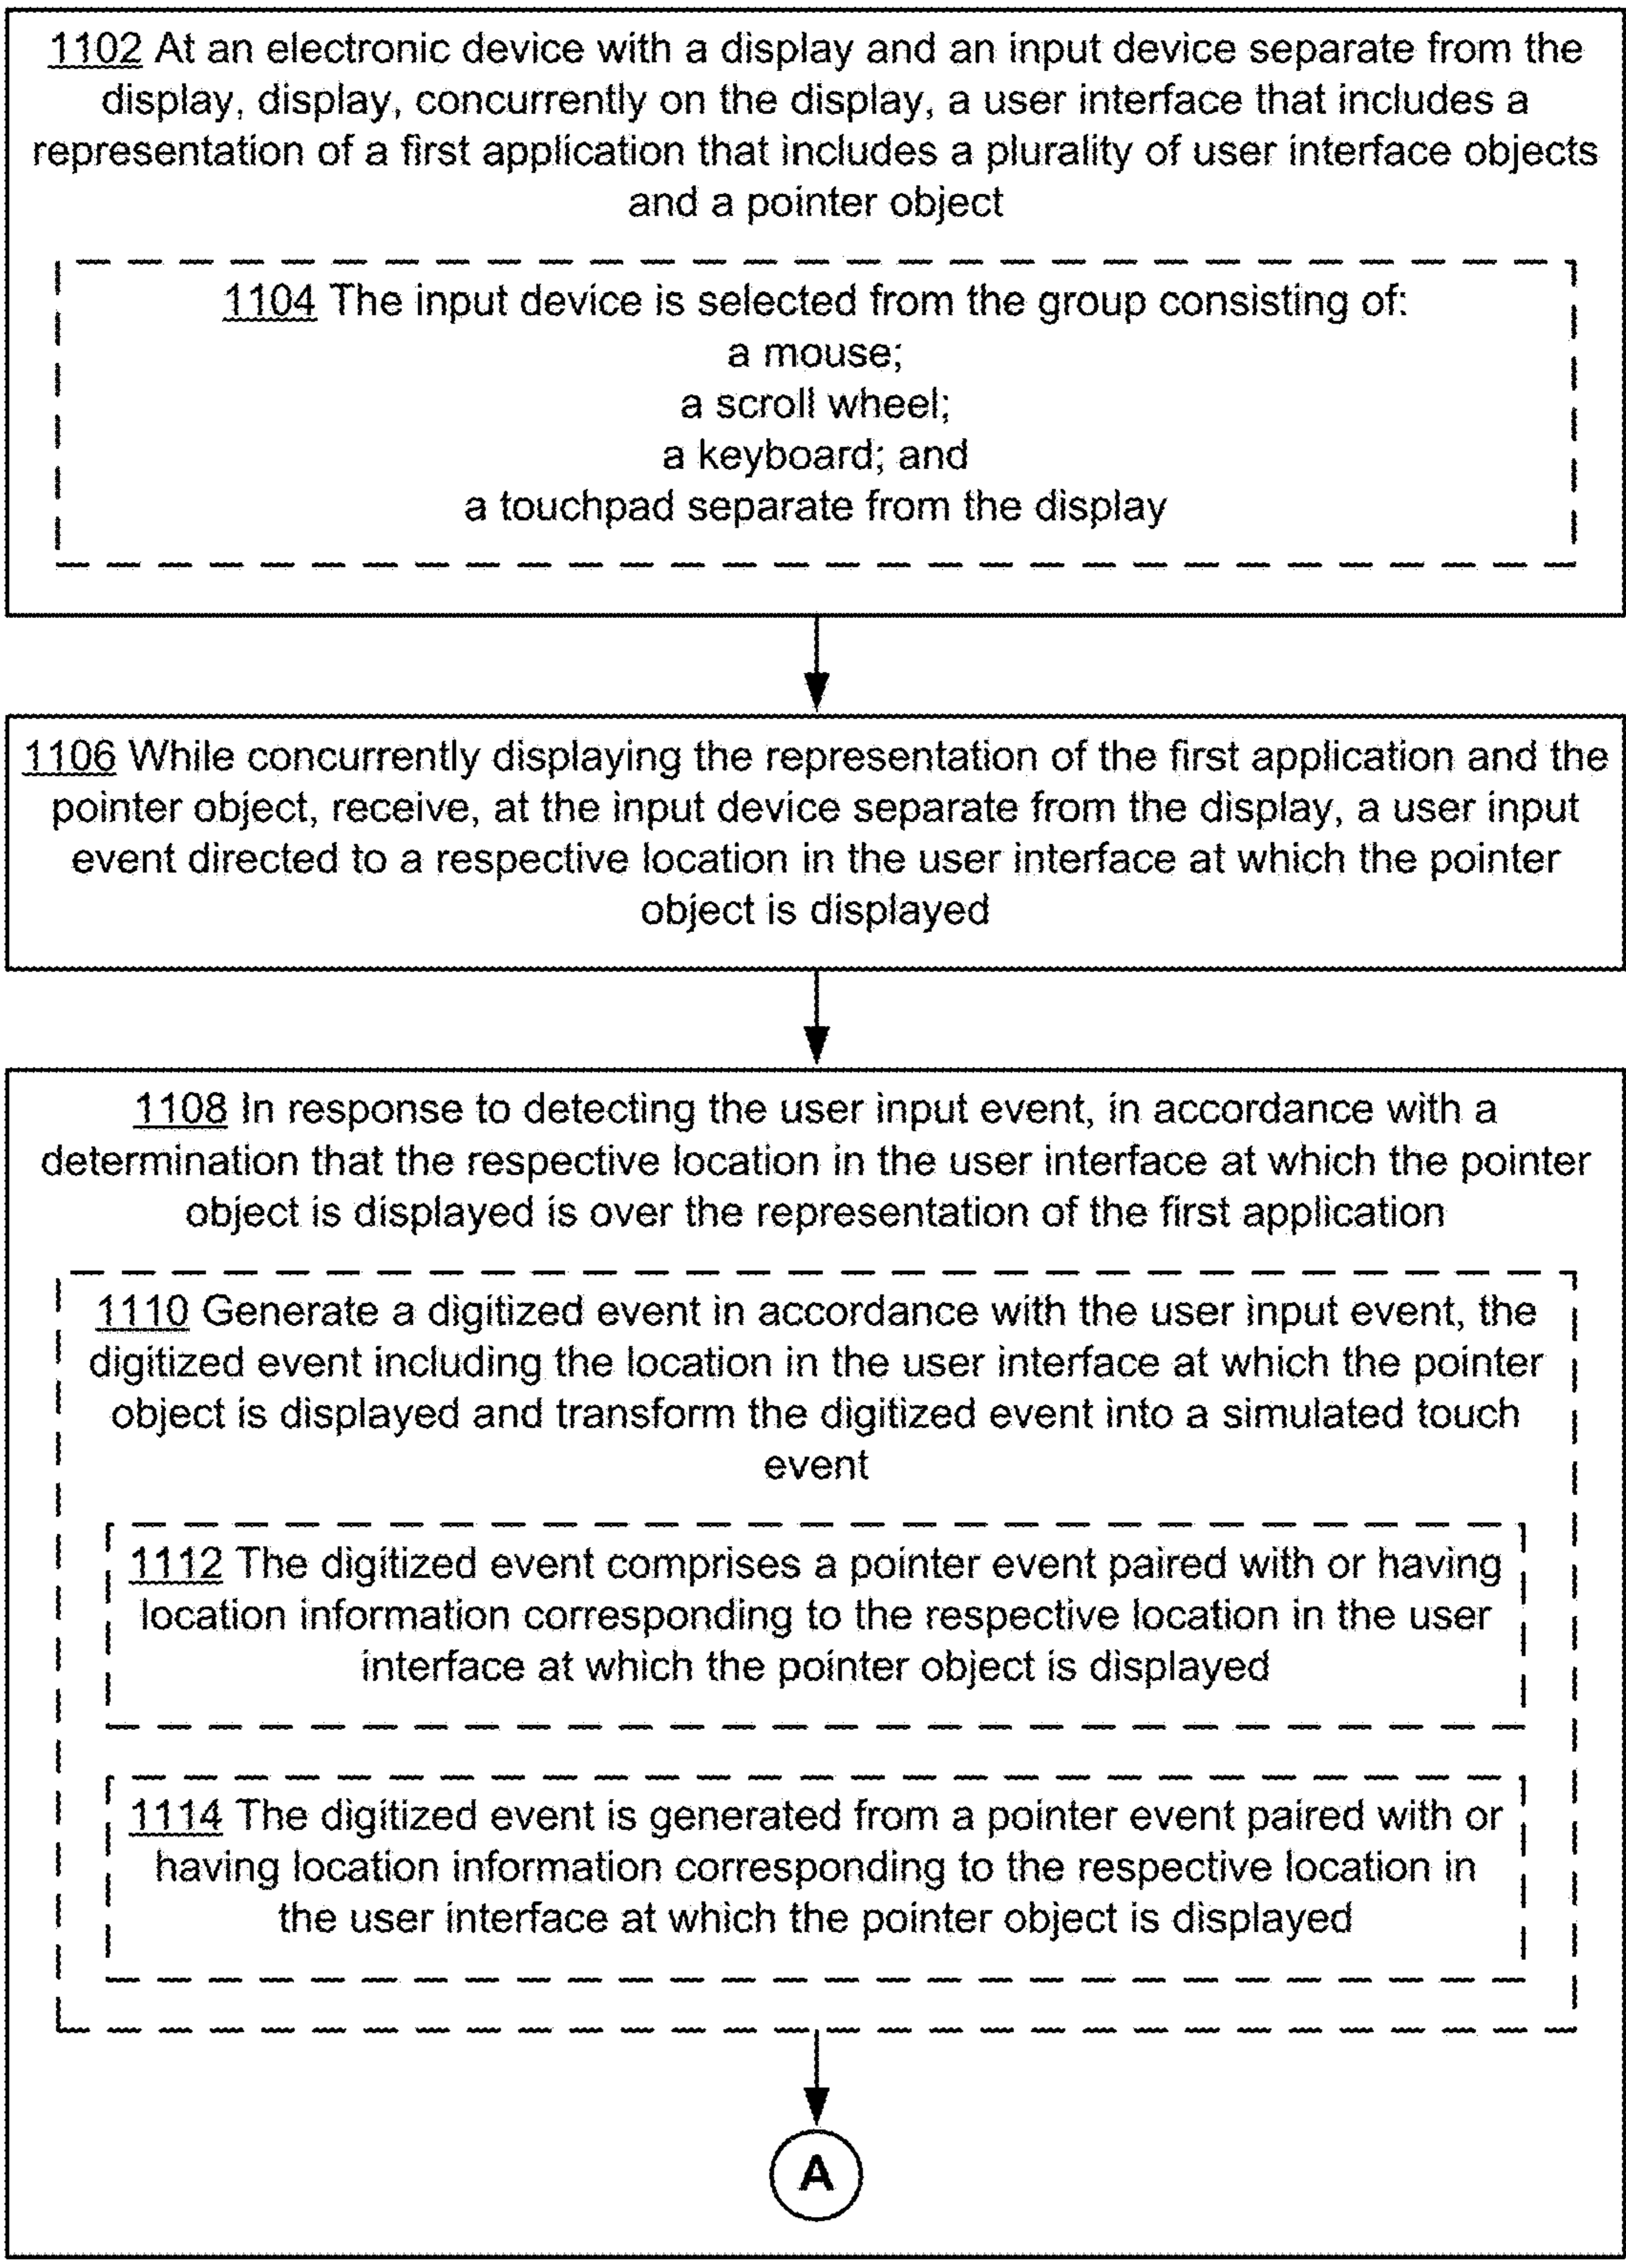 1102 At an electronic device with a display and an input device separate from the
display, display, concurrently on the display, a user interface that includes a
representation of a first application that includes a plurality of user interface objects
and a pointer object
1104 The input device is selected from the group consisting of:
a mouse;
a scroll wheel;
a keyboard; and
a touchpad separate from the display
1106 While concurrently displaying the representation of the first application and the
pointer object, receive, at the input device separate from the display, a user input
event directed to a respective location in the user interface at which the pointer
object is displayed
1108 In response to detecting the user input event, in accordance with a
determination that the respective location in the user interface at which the pointer
object is displayed is over the representation of the first application
1110 Generate a digitized event in accordance with the user input event, the
digitized event including the location in the user interface at which the pointer
object is displayed and transform the digitized event into a simulated touch
event
1112 The digitized event comprises a pointer event paired with or having
location information corresponding to the respective location in the user
interface at which the pointer object is displayed
1114 The digitized event is generated from a pointer event paired with or
having location information corresponding to the respective location in
the user interface at which the pointer object is displayed
A